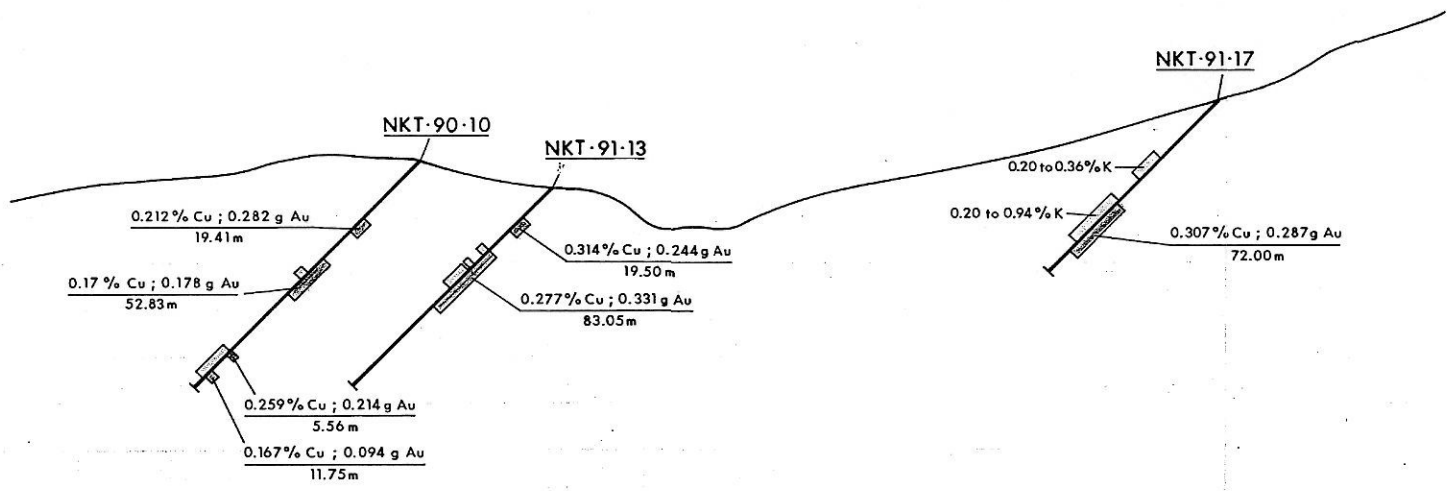 NKT·91·17
NKT·90·10
NKT·91·13
0.20 to 0.36% K
0.20 to 0.94% K
0.212% Cu ; 0.282 g Au
19.41m
0.307% Cu ; 0.287g Au
72.00m
0.314% Cu ; 0.244g Au
19.50 m
0.17 % Cu ; 0.178 g Au
52.83m
0.277% Cu ; 0.331g Au
83.05m
0.259% Cu ; 0.214 g Au
5.56 m
0.167% Cu ; 0.094 g Au
11.75m